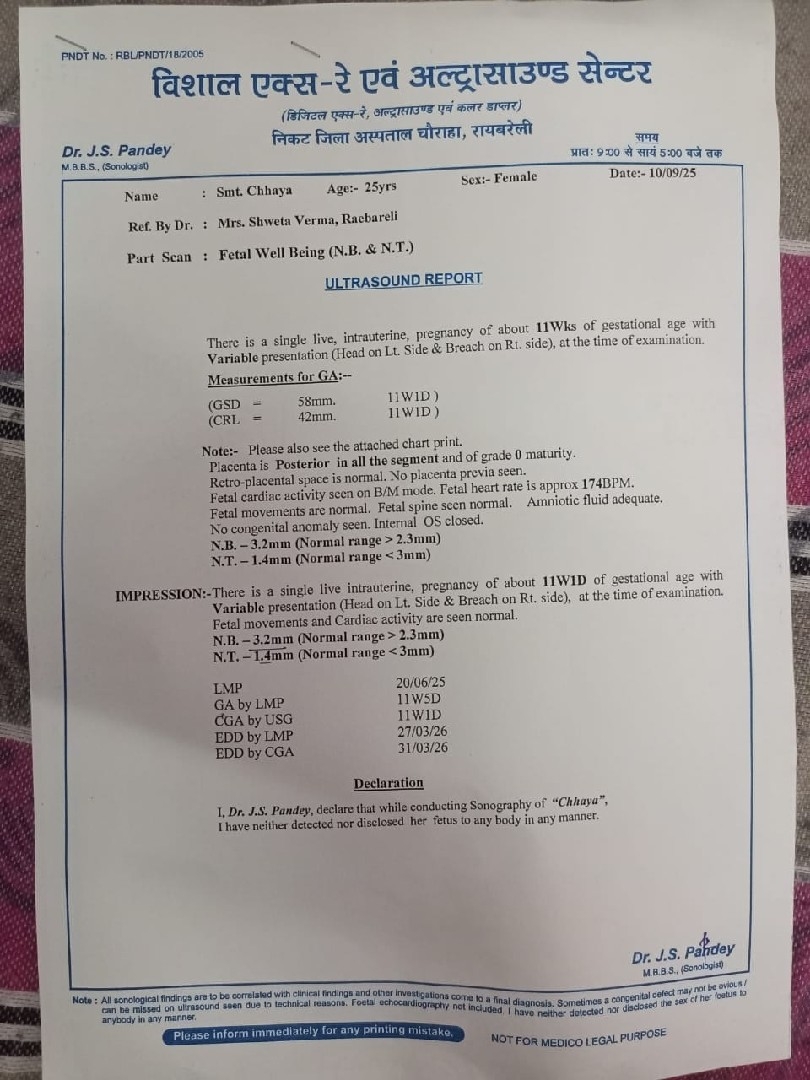 PNDT No. : RBL/PNDT/18/2005
विशाल एक्स-रे एवं अल्ट्रासाउण्ड सेन्टर
(डिजिटल एक्स-रे, अल्ट्रासाउण्ड एवं कलर डाप्लर)
निकट जिला अस्पताल चौराहा, रायबरेली
Dr. J.S. Pandey
M.B.B.S., (Sonologist)
समय
प्रातः 9:00 से सायं 5:00 बजे तक
Name : Smt. Chhaya Age:- 25yrs Sex:- Female Date:- 10/09/25
Ref. By Dr. : Mrs. Shweta Verma, Raebareli
Part Scan : Fetal Well Being (N.B. & N.T.)
ULTRASOUND REPORT
There is a single live, intrauterine, pregnancy of about 11Wks of gestational age with
Variable presentation (Head on Lt. Side & Breach on Rt. side), at the time of examination.
Measurements for GA:--
(GSD = 58mm. 11W1D )
(CRL = 42mm. 11W1D )
Note:- Please also see the attached chart print.
Placenta is Posterior in all the segment and of grade 0 maturity.
Retro-placental space is normal. No placenta previa seen.
Fetal cardiac activity seen on B/M mode. Fetal heart rate is approx 174BPM.
Fetal movements are normal. Fetal spine seen normal. Amniotic fluid adequate.
No congenital anomaly seen. Internal OS closed.
N.B. – 3.2mm (Normal range > 2.3mm)
N.T. – 1.4mm (Normal range < 3mm)
IMPRESSION:-There is a single live intrauterine, pregnancy of about 11W1D of gestational age with
Variable presentation (Head on Lt. Side & Breach on Rt. side), at the time of examination.
Fetal movements and Cardiac activity are seen normal.
N.B. – 3.2mm (Normal range > 2.3mm)
N.T. – 1.4mm (Normal range < 3mm)
LMP 20/06/25
GA by LMP 11W5D
CGA by USG 11W1D
EDD by LMP 27/03/26
EDD by CGA 31/03/26
Declaration
I, Dr. J.S. Pandey, declare that while conducting Sonography of "Chhaya",
I have neither detected nor disclosed her fetus to any body in any manner.
Dr. J.S. Pandey
M.B.B.S., (Sonologist)
Note : All sonological findings are to be correlated with clinical findings and other investigations come to a final diagnosis. Sometimes a congenital defect may not be ovious /
can be missed on ultrasound seen due to technical reasons. Foetal echocardiography not included. I have neither detected nor disclosed the sex of her foetus to
anybody in any manner.
Please inform immediately for any printing mistake.
NOT FOR MEDICO LEGAL PURPOSE